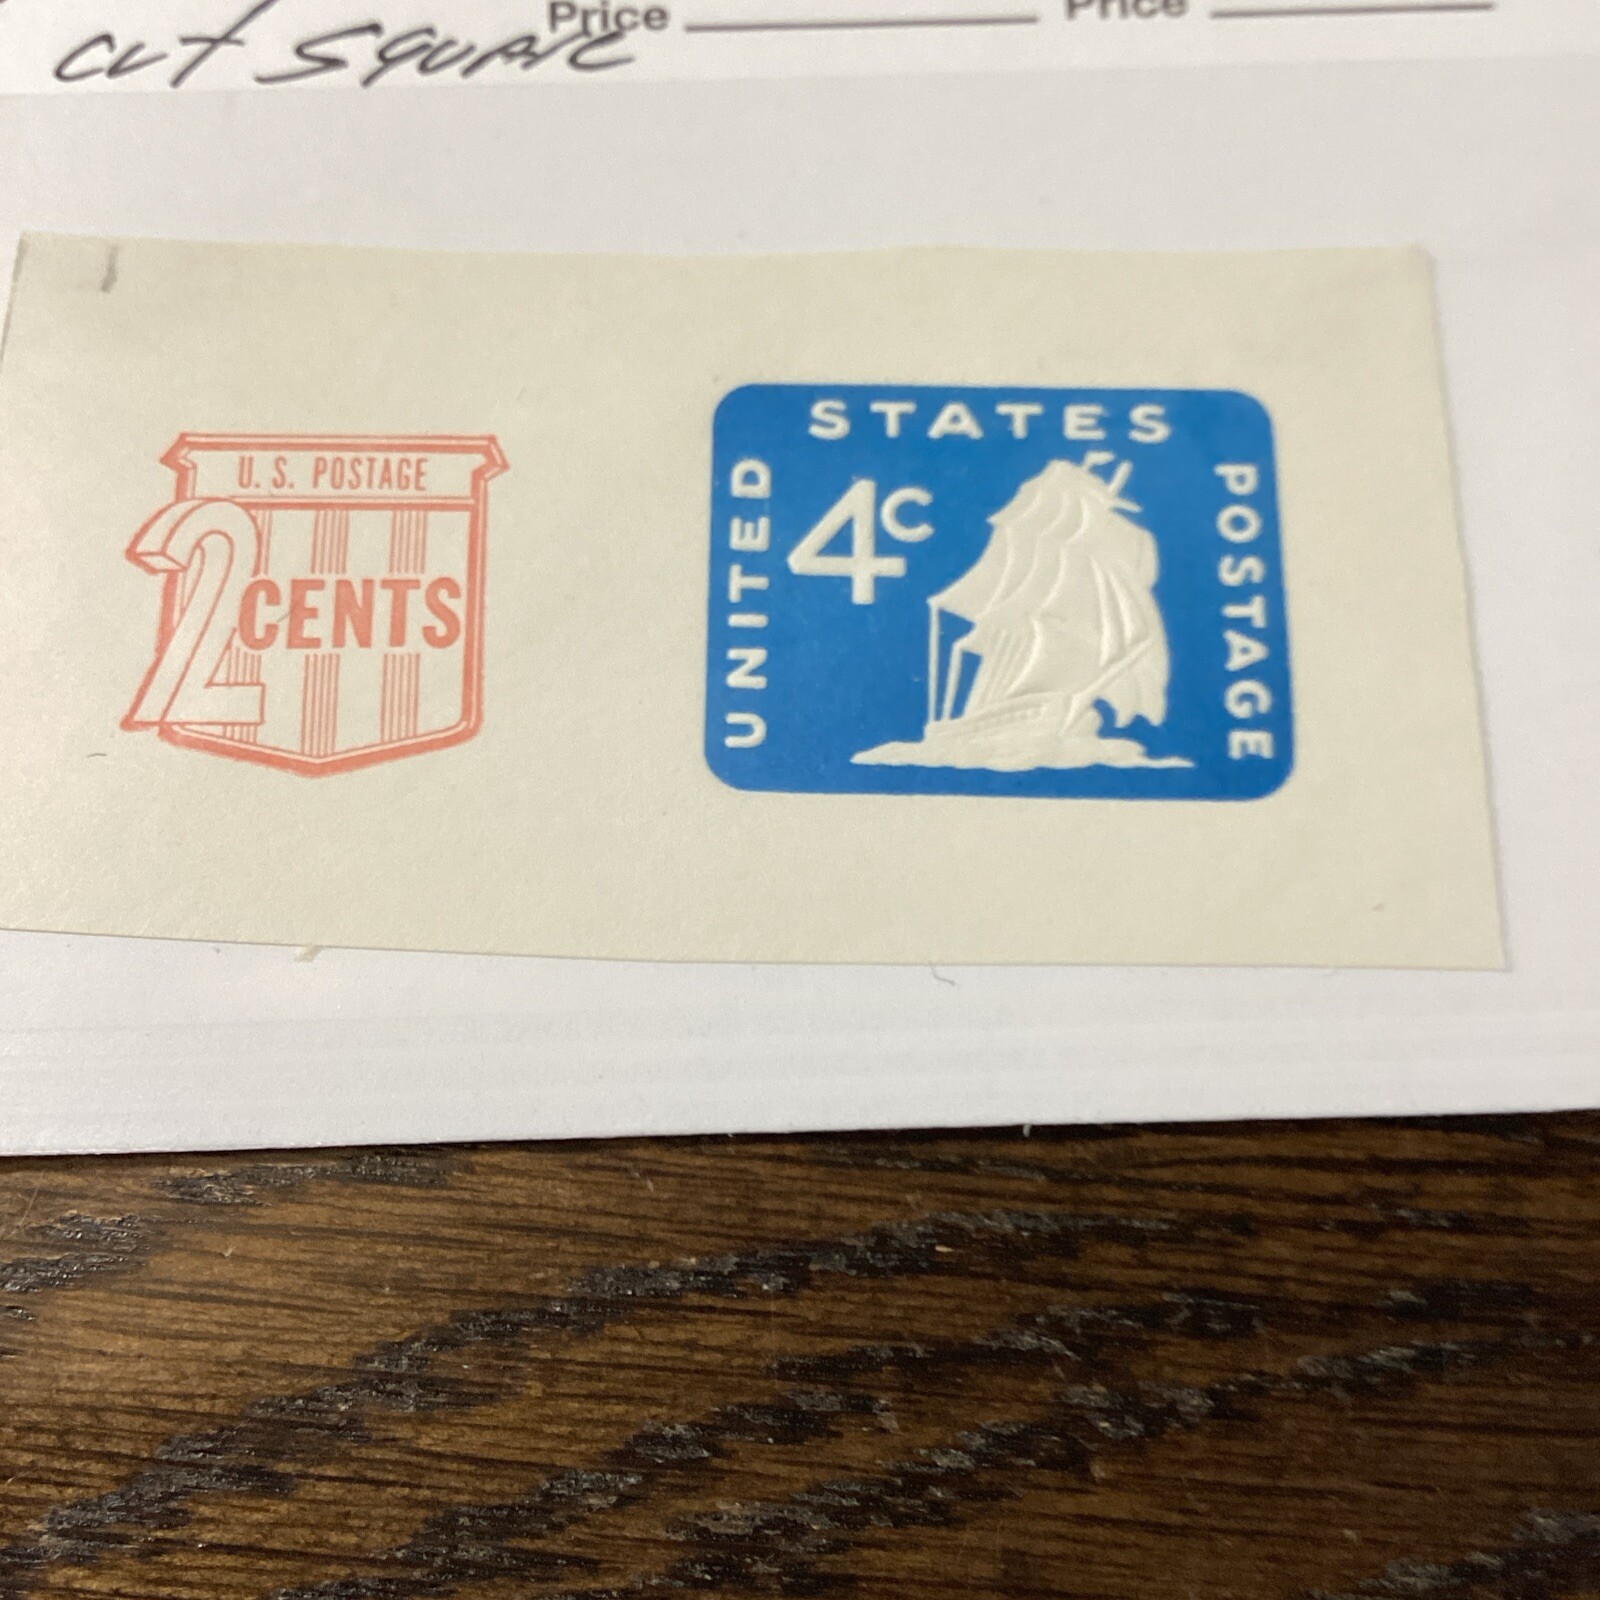 Price Price
CUT SQUARE
U.S. POSTAGE
2 CENTS
UNITED STATES POSTAGE
4c